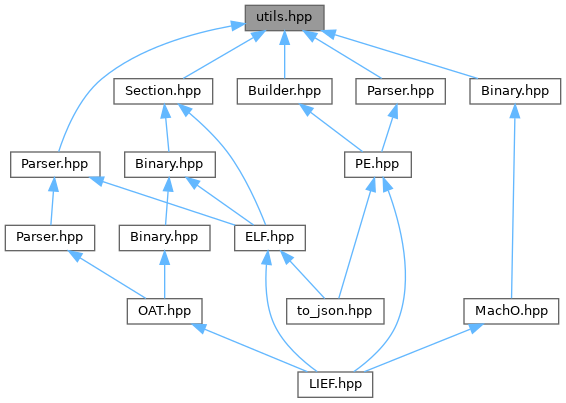 utils.hpp
Section.hpp
Builder.hpp
Parser.hpp
Binary.hpp
Parser.hpp
Binary.hpp
PE.hpp
Parser.hpp
Binary.hpp
ELF.hpp
OAT.hpp
to_json.hpp
MachO.hpp
LIEF.hpp